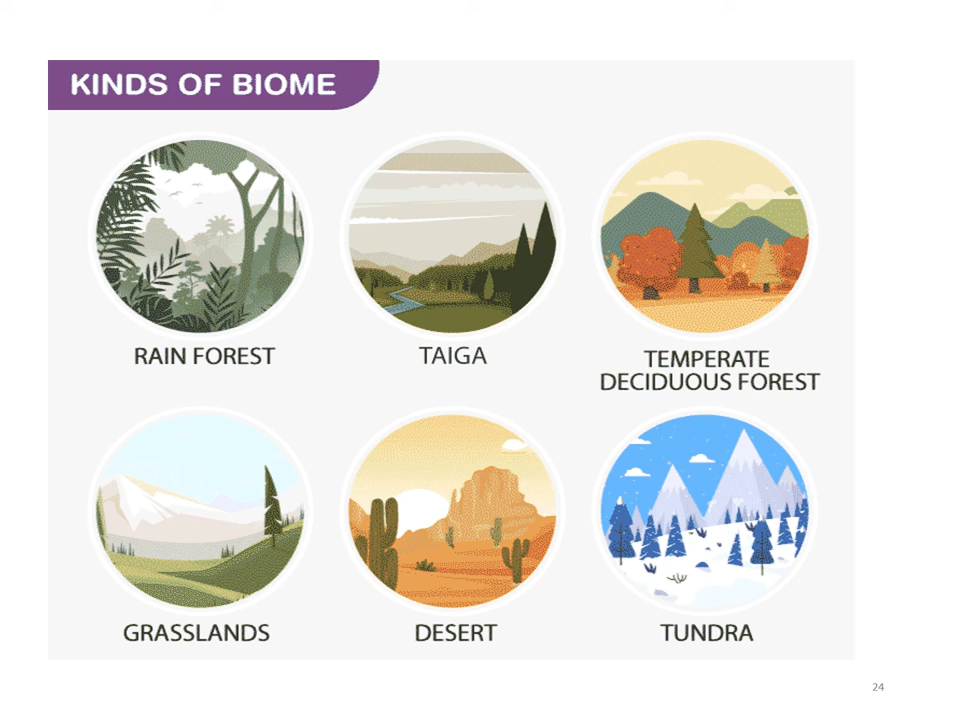 KINDS OF BIOME
RAIN FOREST
TAIGA
TEMPERATE
DECIDUOUS FOREST
GRASSLANDS
DESERT
TUNDRA
24